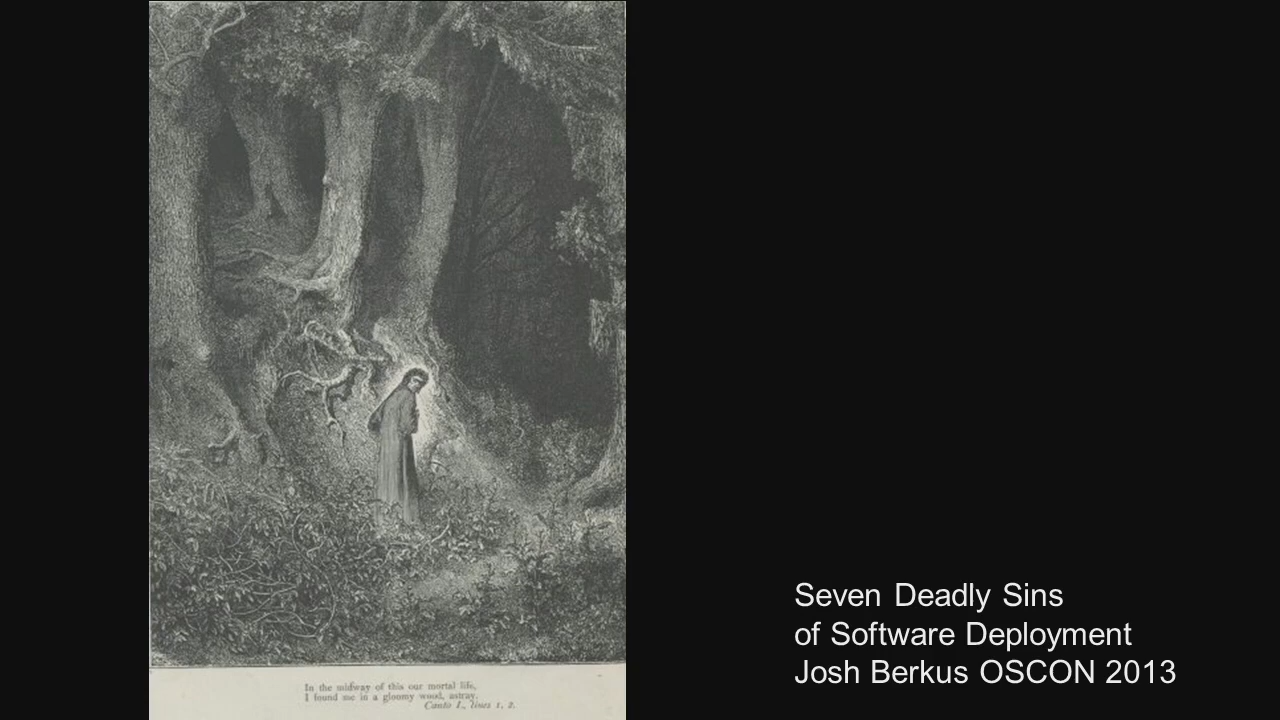 In the midway of this our mortal life,
I found me in a gloomy wood, astray.
Canto I., lines 1, 2.
Seven Deadly Sins
of Software Deployment
Josh Berkus OSCON 2013